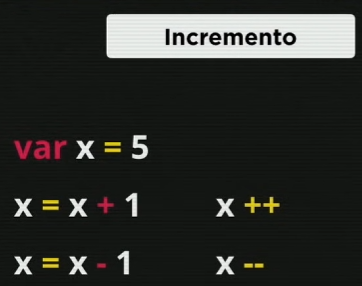 Incremento
var x = 5
x = x + 1 x ++
x = x - 1 x --